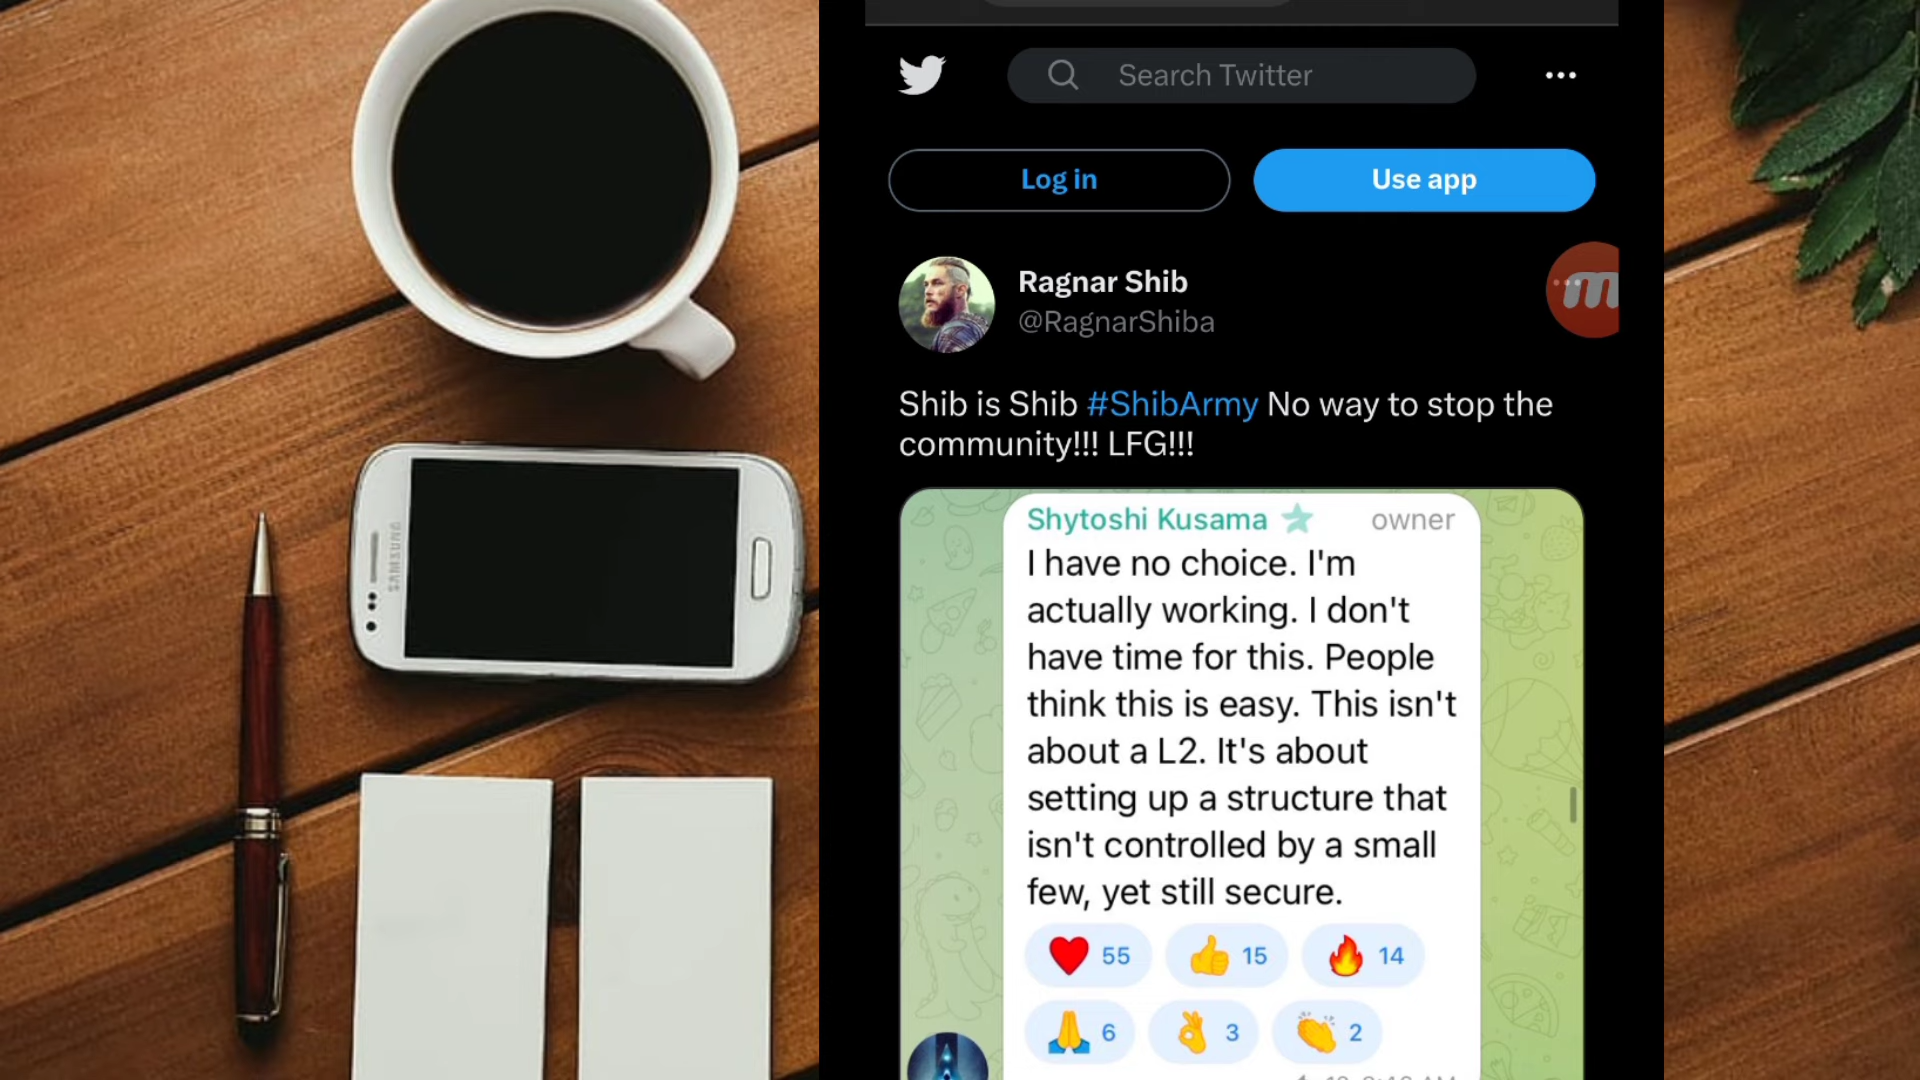 Search Twitter
Log in
Use app
Ragnar Shib
@RagnarShiba
m
Shib is Shib #ShibArmy No way to stop the
community!!! LFG!!!
Shytoshi Kusama owner
I have no choice. I'm
actually working. I don't
have time for this. People
think this is easy. This isn't
about a L2. It's about
setting up a structure that
isn't controlled by a small
few, yet still secure.
55 15 14
6 3 2
SAMSUNG